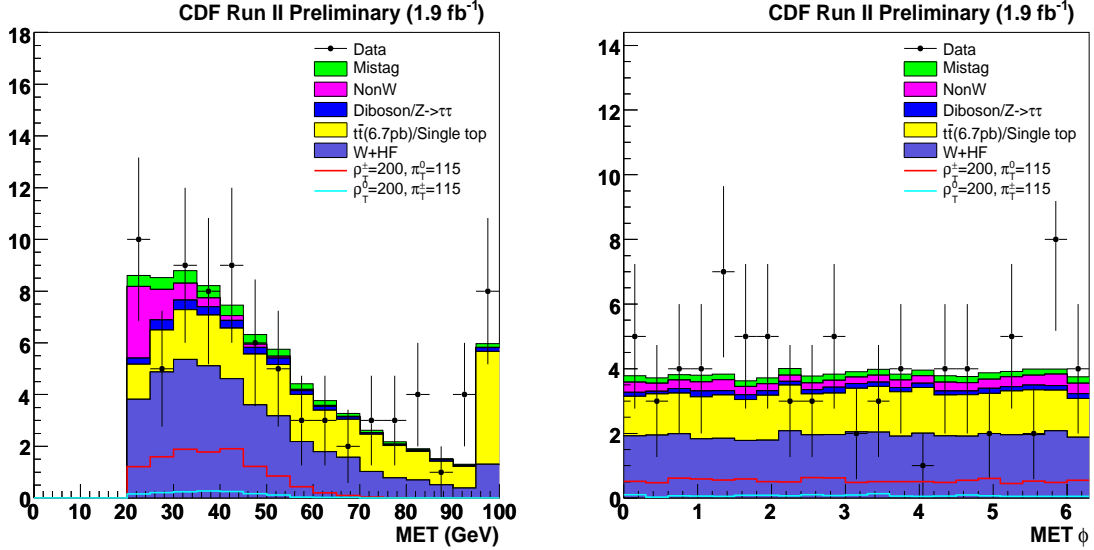 CDF Run II Preliminary (1.9 fb⁻¹)
18
16
14
12
10
8
6
4
2
0
Data
Mistag
NonW
Diboson/Z->ττ
tt̄(6.7pb)/Single top
W+HF
ρ±T=200, π⁰T=115
ρ⁰T=200, π±T=115
0 10 20 30 40 50 60 70 80 90 100
MET (GeV)
CDF Run II Preliminary (1.9 fb⁻¹)
14
12
10
8
6
4
2
0
Data
Mistag
NonW
Diboson/Z->ττ
tt̄(6.7pb)/Single top
W+HF
ρ±T=200, π⁰T=115
ρ⁰T=200, π±T=115
0 1 2 3 4 5 6
MET ϕ